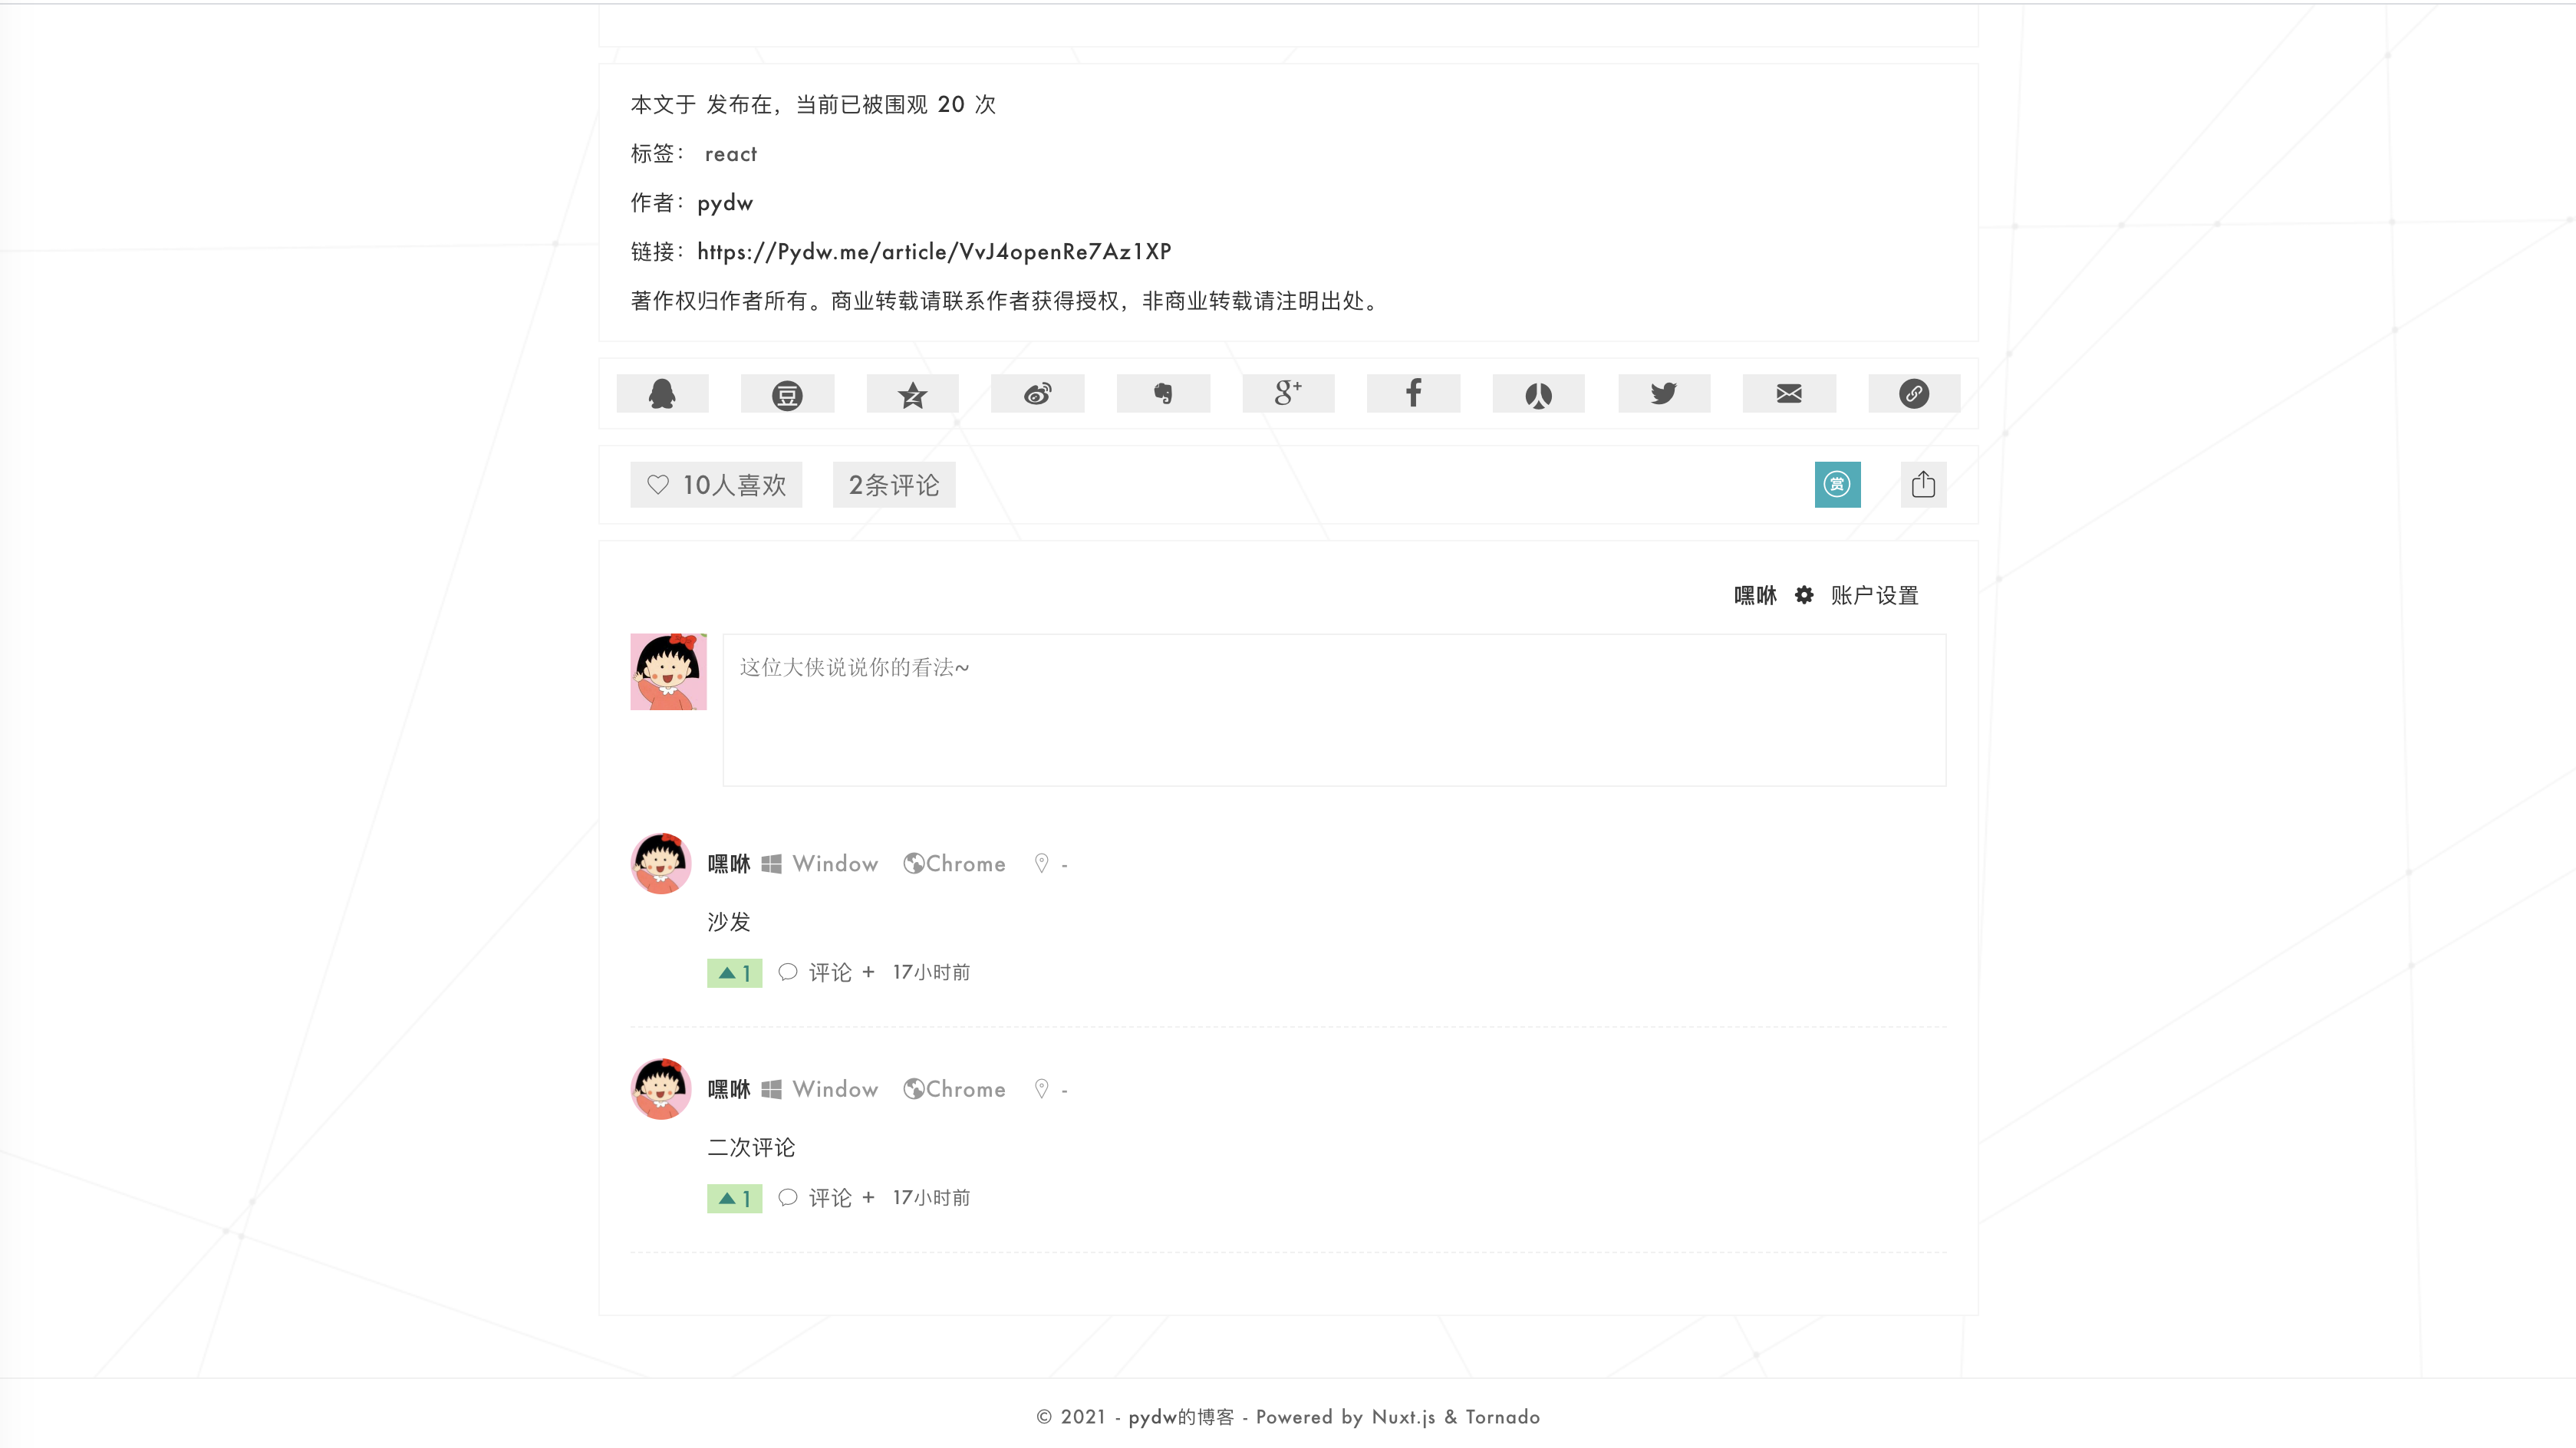 本文于 发布在，当前已被围观 20 次
标签： react
作者：pydw
链接：https://Pydw.me/article/VvJ4openRe7Az1XP
著作权归作者所有。商业转载请联系作者获得授权，非商业转载请注明出处。
豆 g+
10人喜欢 2条评论 赏
嘿咻 账户设置
这位大侠说说你的看法~
嘿咻 Window Chrome -
沙发
1 评论 + 17小时前
嘿咻 Window Chrome -
二次评论
1 评论 + 17小时前
© 2021 - pydw的博客 - Powered by Nuxt.js & Tornado